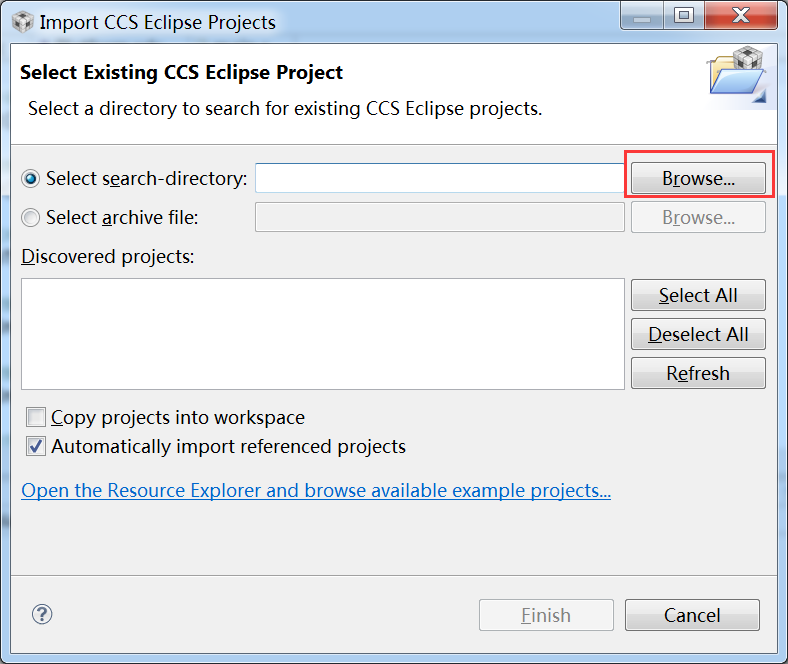 Import CCS Eclipse Projects
Select Existing CCS Eclipse Project
Select a directory to search for existing CCS Eclipse projects.
Select search-directory: Browse...
Select archive file: Browse...
Discovered projects:
Select All
Deselect All
Refresh
Copy projects into workspace
Automatically import referenced projects
Open the Resource Explorer and browse available example projects...
? Finish Cancel